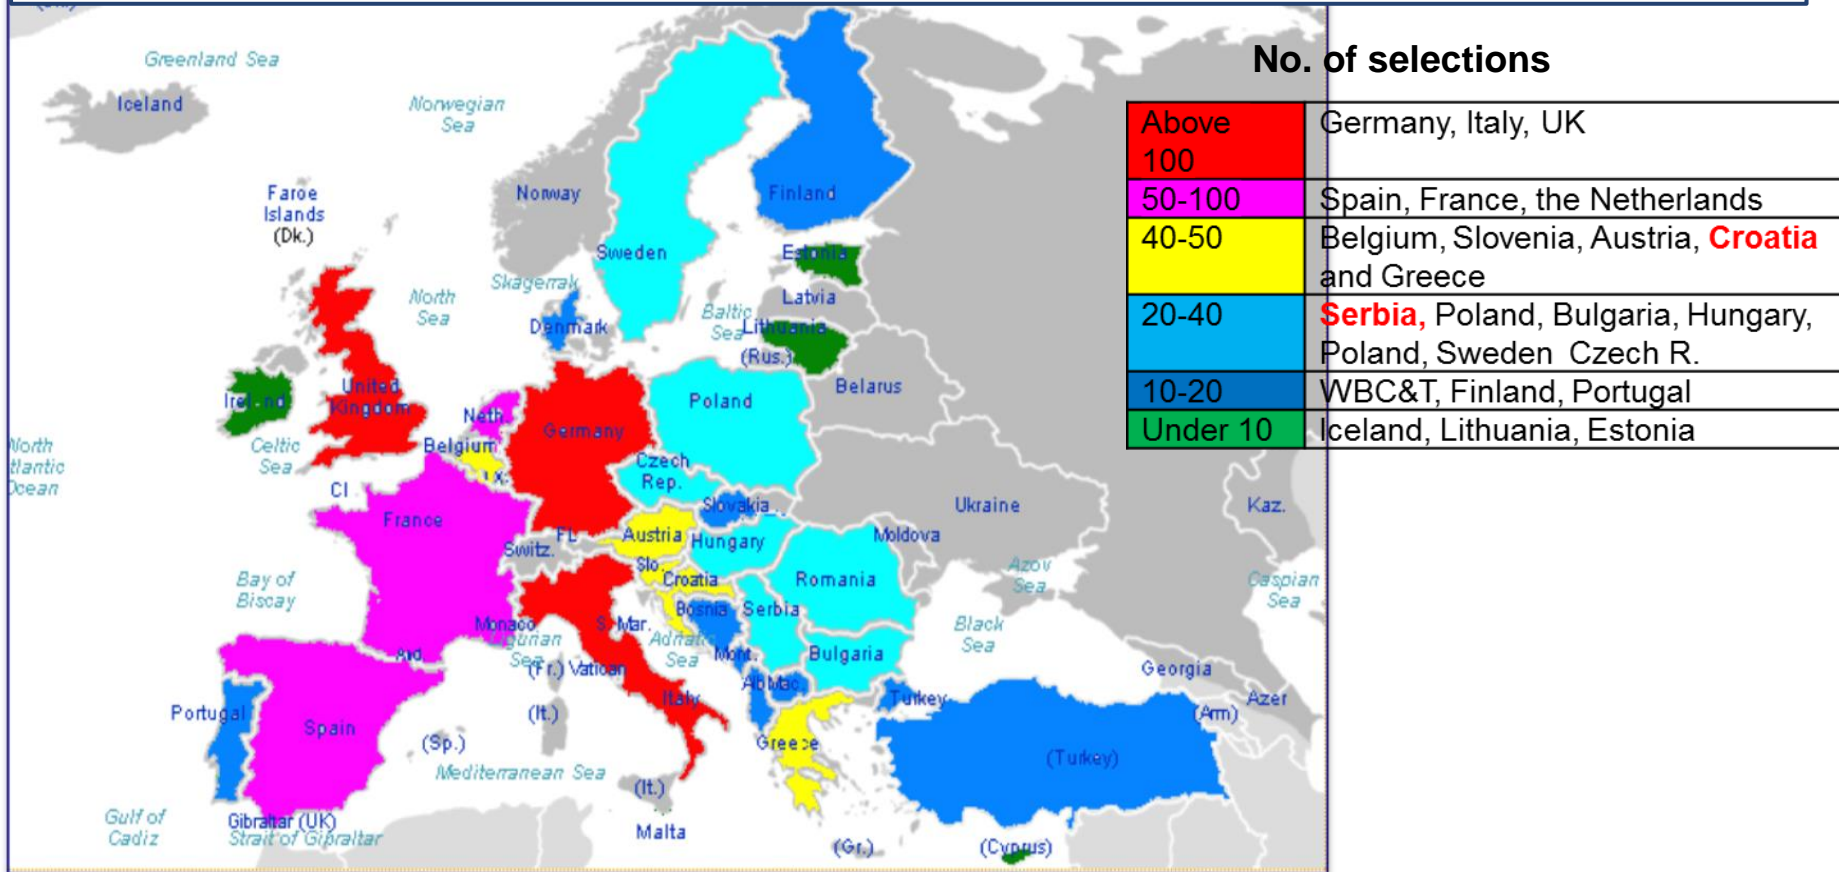 Greenland Sea
Iceland
Norwegian
Sea
Faroe
Islands
(Dk.)
Norway
Finland
Sweden
Estonia
Skagerrak
North
Sea
Latvia
Baltic
Sea
Lithuania
Denmark
(Rus.)
Belarus
United
Kingdom
Neth.
Poland
Germany
Belgium
Celtic
Sea
North
tlantic
Ocean
Czech
Rep.
CI
France
Slovakia
Ukraine
Kaz.
FL
Austria
Hungary
Moldova
Switz.
Slo.
Croatia
Romania
Azov
Sea
Caspian
Sea
Bay of
Biscay
Bosnia
Serbia
Monaco
S. Mar.
Ligurian
Sea
Adriatic
Sea
Mont.
Bulgaria
Black
Sea
And.
(Fr.)
Vatican
Georgia
Al.
Mac.
Italy
Turkey
Azer
(Arm)
Portugal
Spain
(It.)
(Sp.)
Greece
(Turkey)
Mediterranean Sea
(It.)
Malta
Gulf of
Cadiz
Gibraltar (UK)
Strait of Gibraltar
(Gr.)
(Cyprus)
No. of selections
Above
100
Germany, Italy, UK
50-100
Spain, France, the Netherlands
40-50
Belgium, Slovenia, Austria, Croatia
and Greece
20-40
Serbia, Poland, Bulgaria, Hungary,
Poland, Sweden Czech R.
10-20
WBC&T, Finland, Portugal
Under 10
Iceland, Lithuania, Estonia